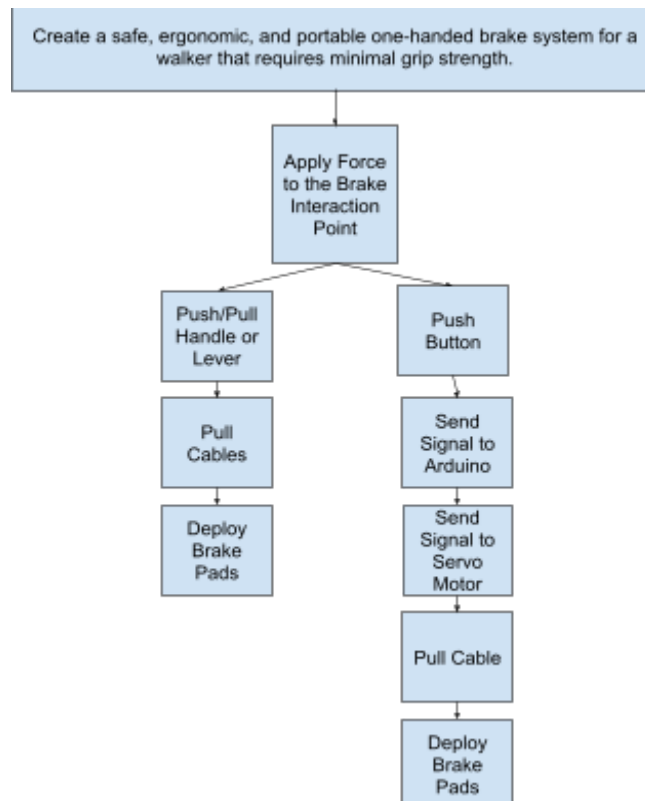 Create a safe, ergonomic, and portable one-handed brake system for a
walker that requires minimal grip strength.
Apply Force
to the Brake
Interaction
Point
Push/Pull
Handle or
Lever
Push
Button
Pull
Cables
Send
Signal to
Arduino
Deploy
Brake
Pads
Send
Signal to
Servo
Motor
Pull Cable
Deploy
Brake
Pads